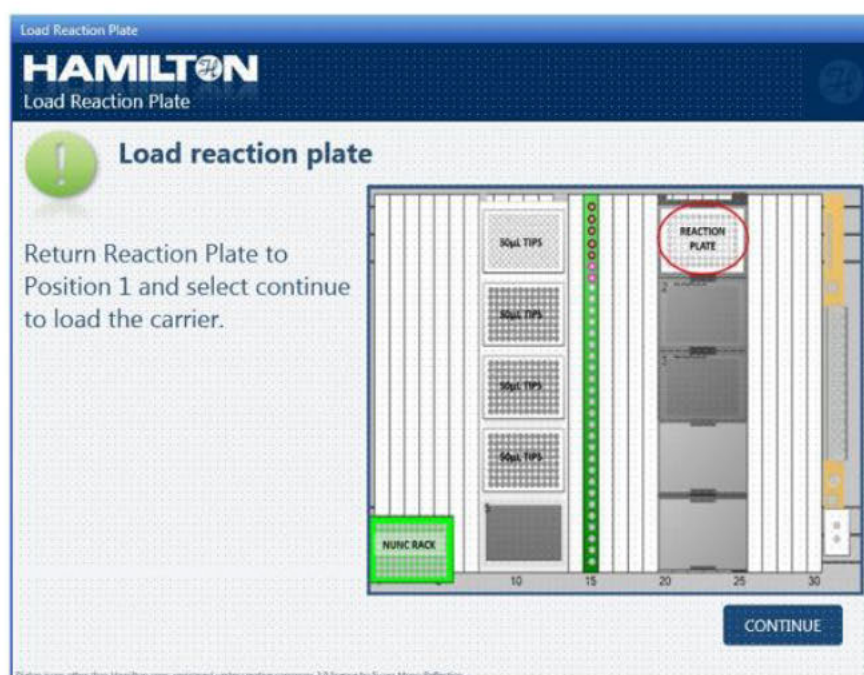 Load Reaction Plate
HAMILTON
Load Reaction Plate
Load reaction plate
Return Reaction Plate to
Position 1 and select continue
to load the carrier.
50µL TIPS
REACTION
PLATE
2
50µL TIPS
50µL TIPS
50µL TIPS
5
NUNC RACK
10
15
20
25
30
CONTINUE